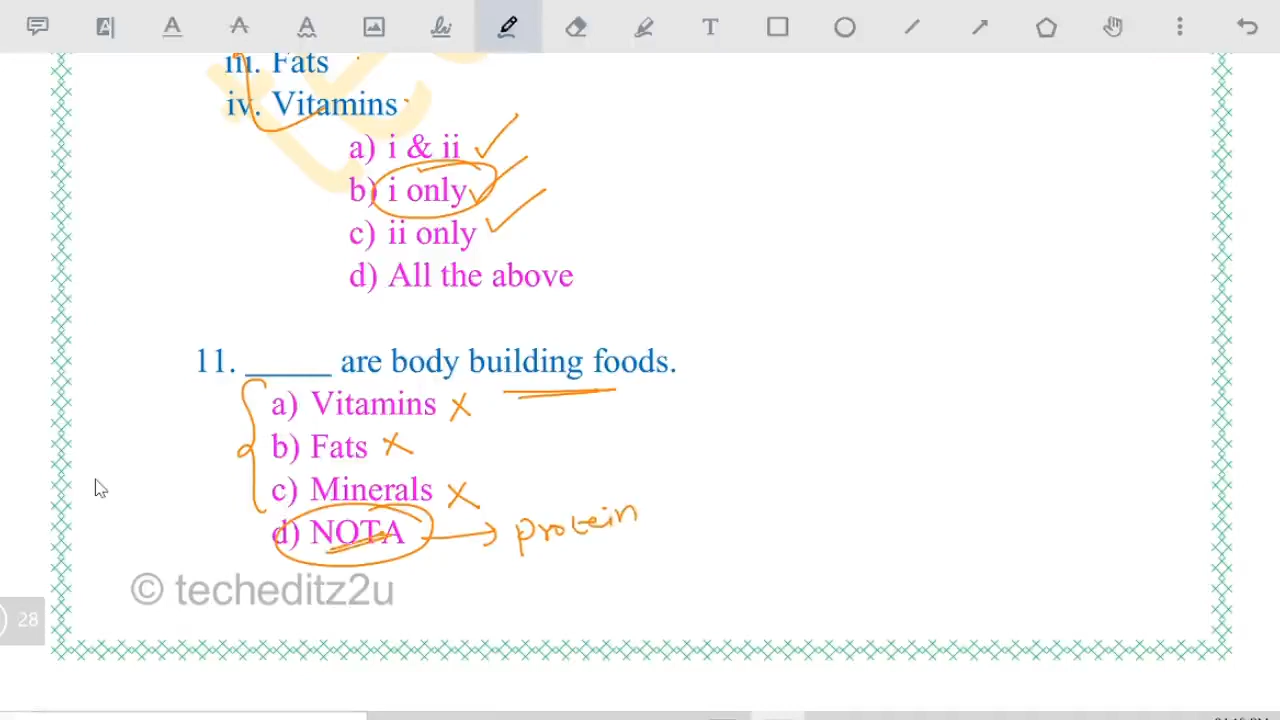 iii. Fats
iv. Vitamins
a) i & ii
b) i only
c) ii only
d) All the above
11. _____ are body building foods.
a) Vitamins
b) Fats
c) Minerals
d) NOTA → protein
© techeditz2u
28